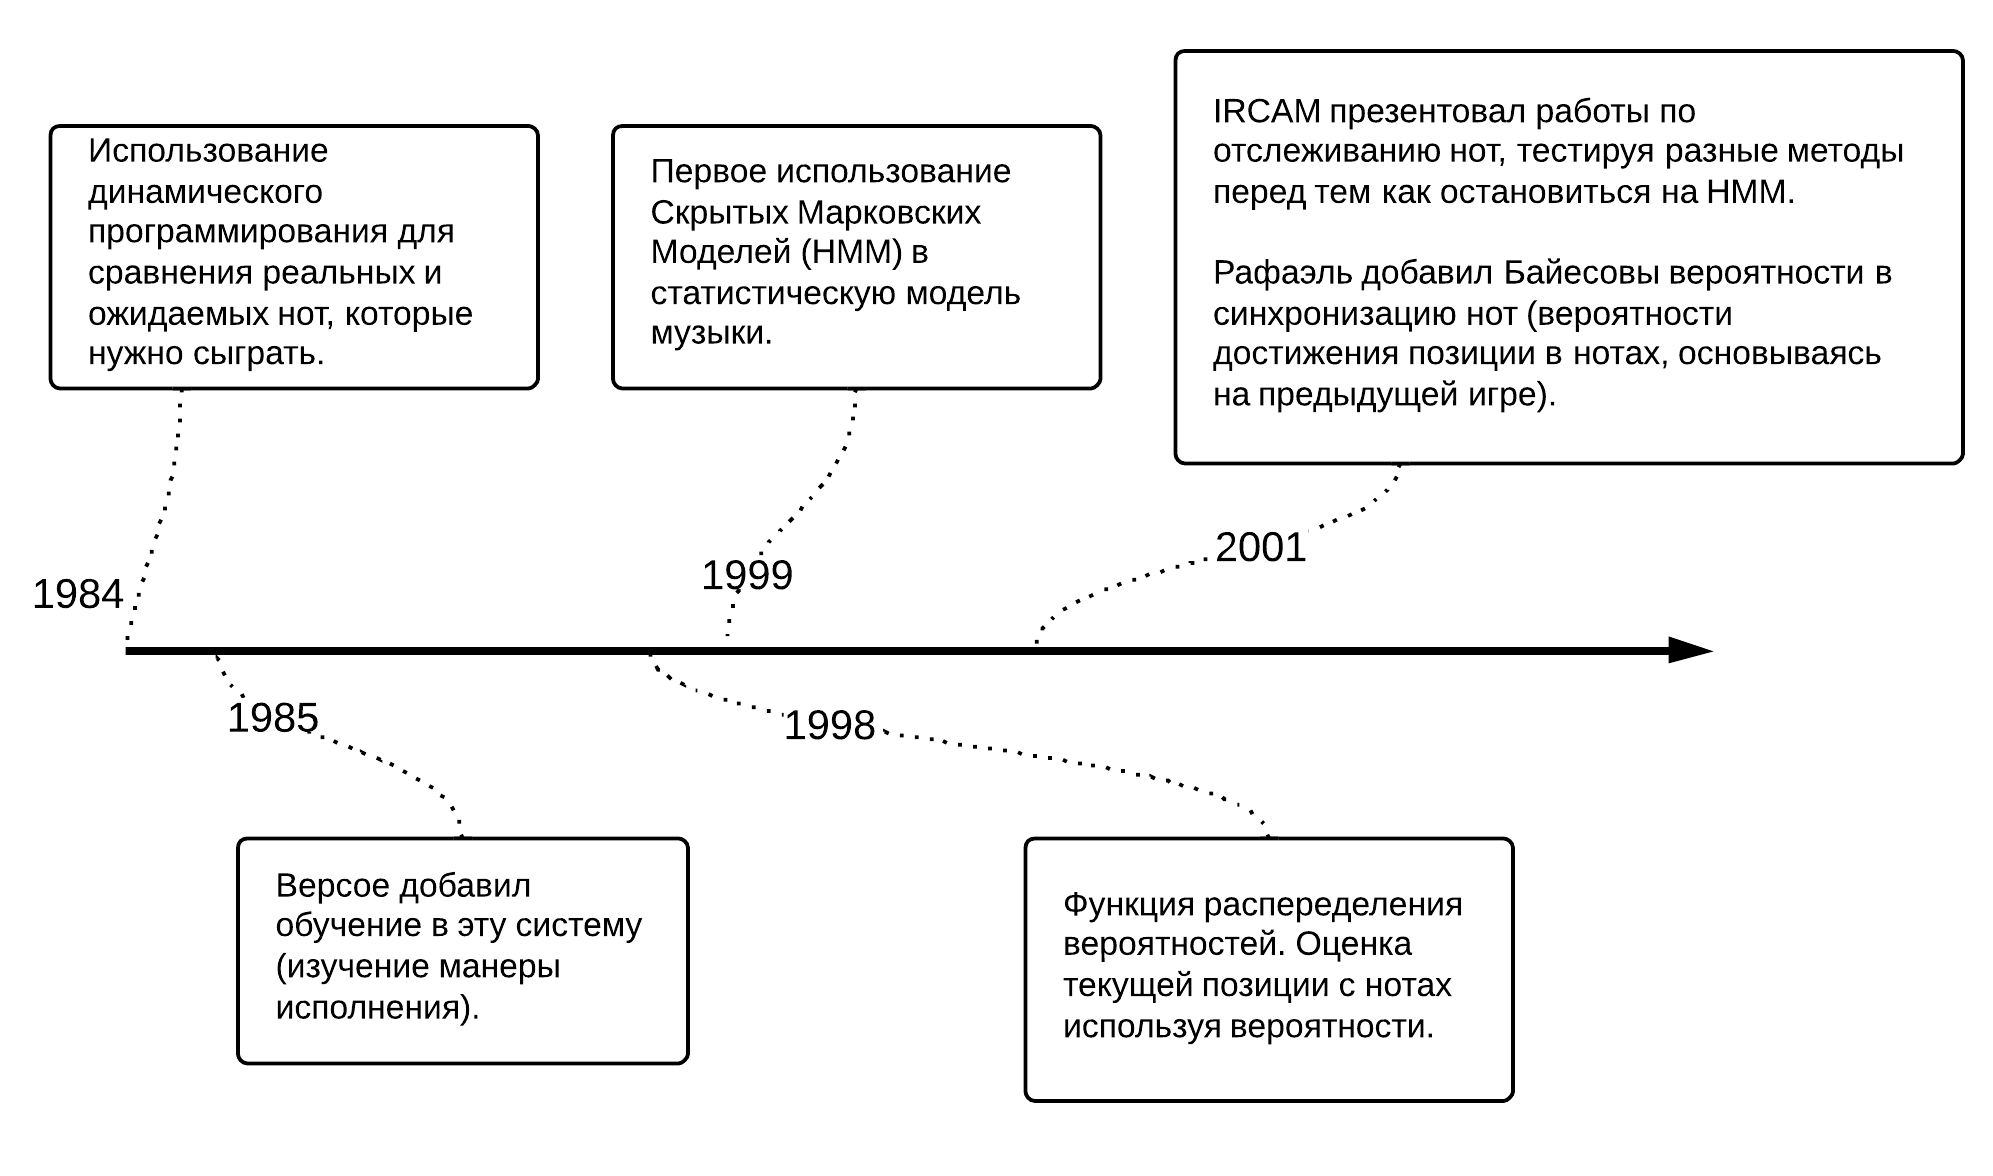 Использование
динамического
программирования для
сравнения реальных и
ожидаемых нот, которые
нужно сыграть.
Первое использование
Скрытых Марковских
Моделей (HMM) в
статистическую модель
музыки.
IRCAM презентовал работы по
отслеживанию нот, тестируя разные методы
перед тем как остановиться на HMM.
Рафаэль добавил Байесовы вероятности в
синхронизацию нот (вероятности
достижения позиции в нотах, основываясь
на предыдущей игре).
1984
1999
2001
1985
1998
Версое добавил
обучение в эту систему
(изучение манеры
исполнения).
Функция распеределения
вероятностей. Оценка
текущей позиции с нотах
используя вероятности.